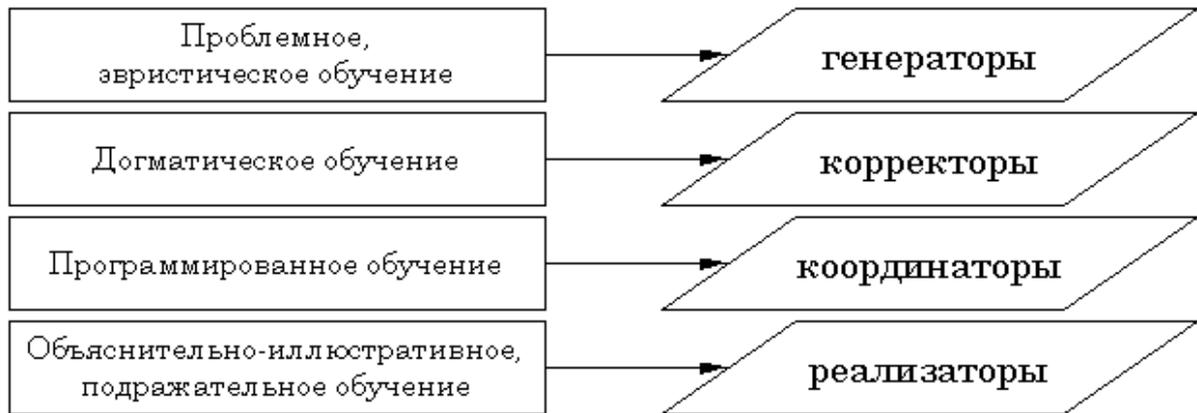 Проблемное,
эвристическое обучение
генераторы
Догматическое обучение
корректоры
Программированное обучение
координаторы
Объяснительно-иллюстративное,
подражательное обучение
реализаторы